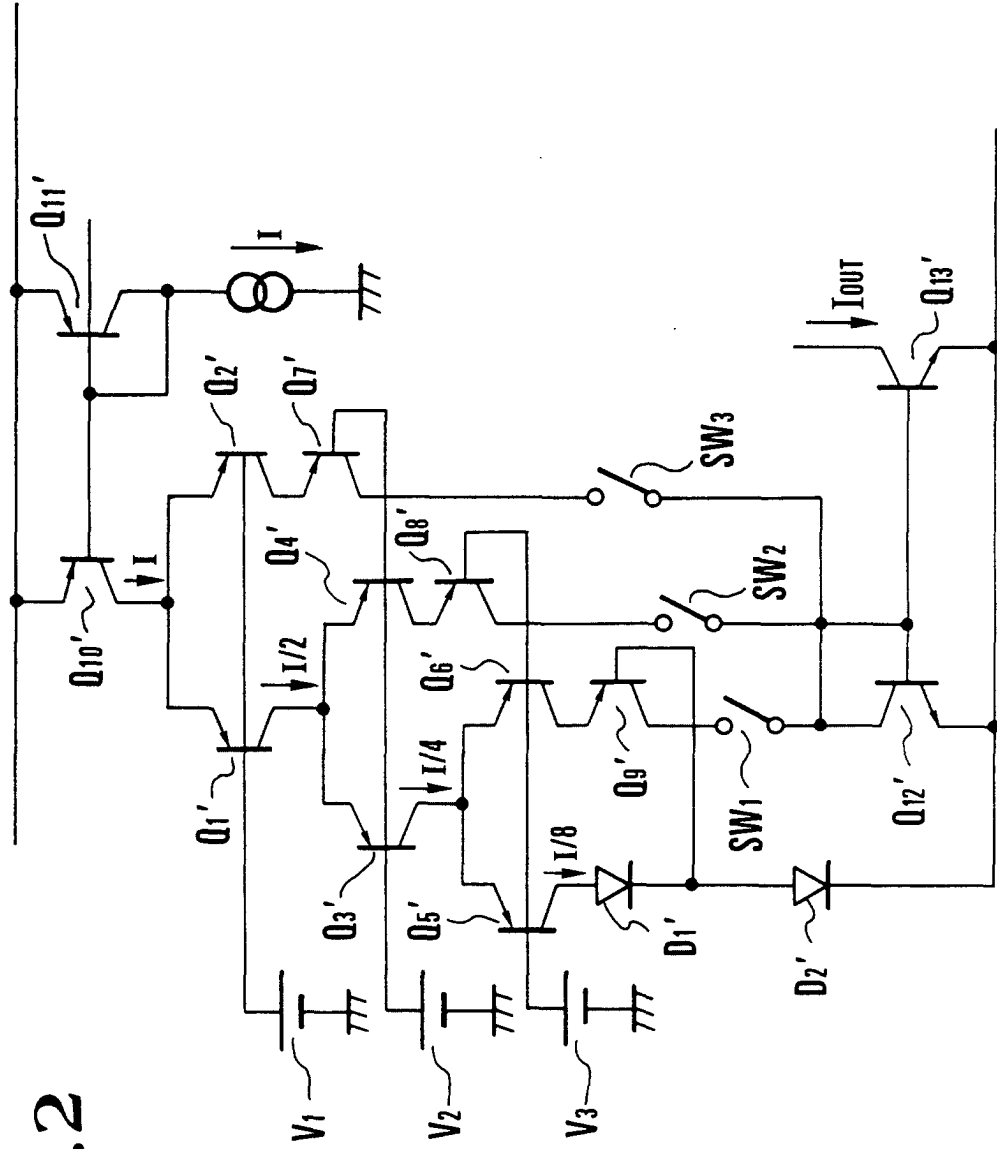 .2
Q11'
I
Q10'
I
Q2'
Q7'
Q1'
I/2
Q4'
Q8'
SW3
IOUT
Q13'
Q3'
I/4
Q6'
SW2
Q5'
I/8
Q9'
SW1
Q12'
D1'
D2'
V1
V2
V3